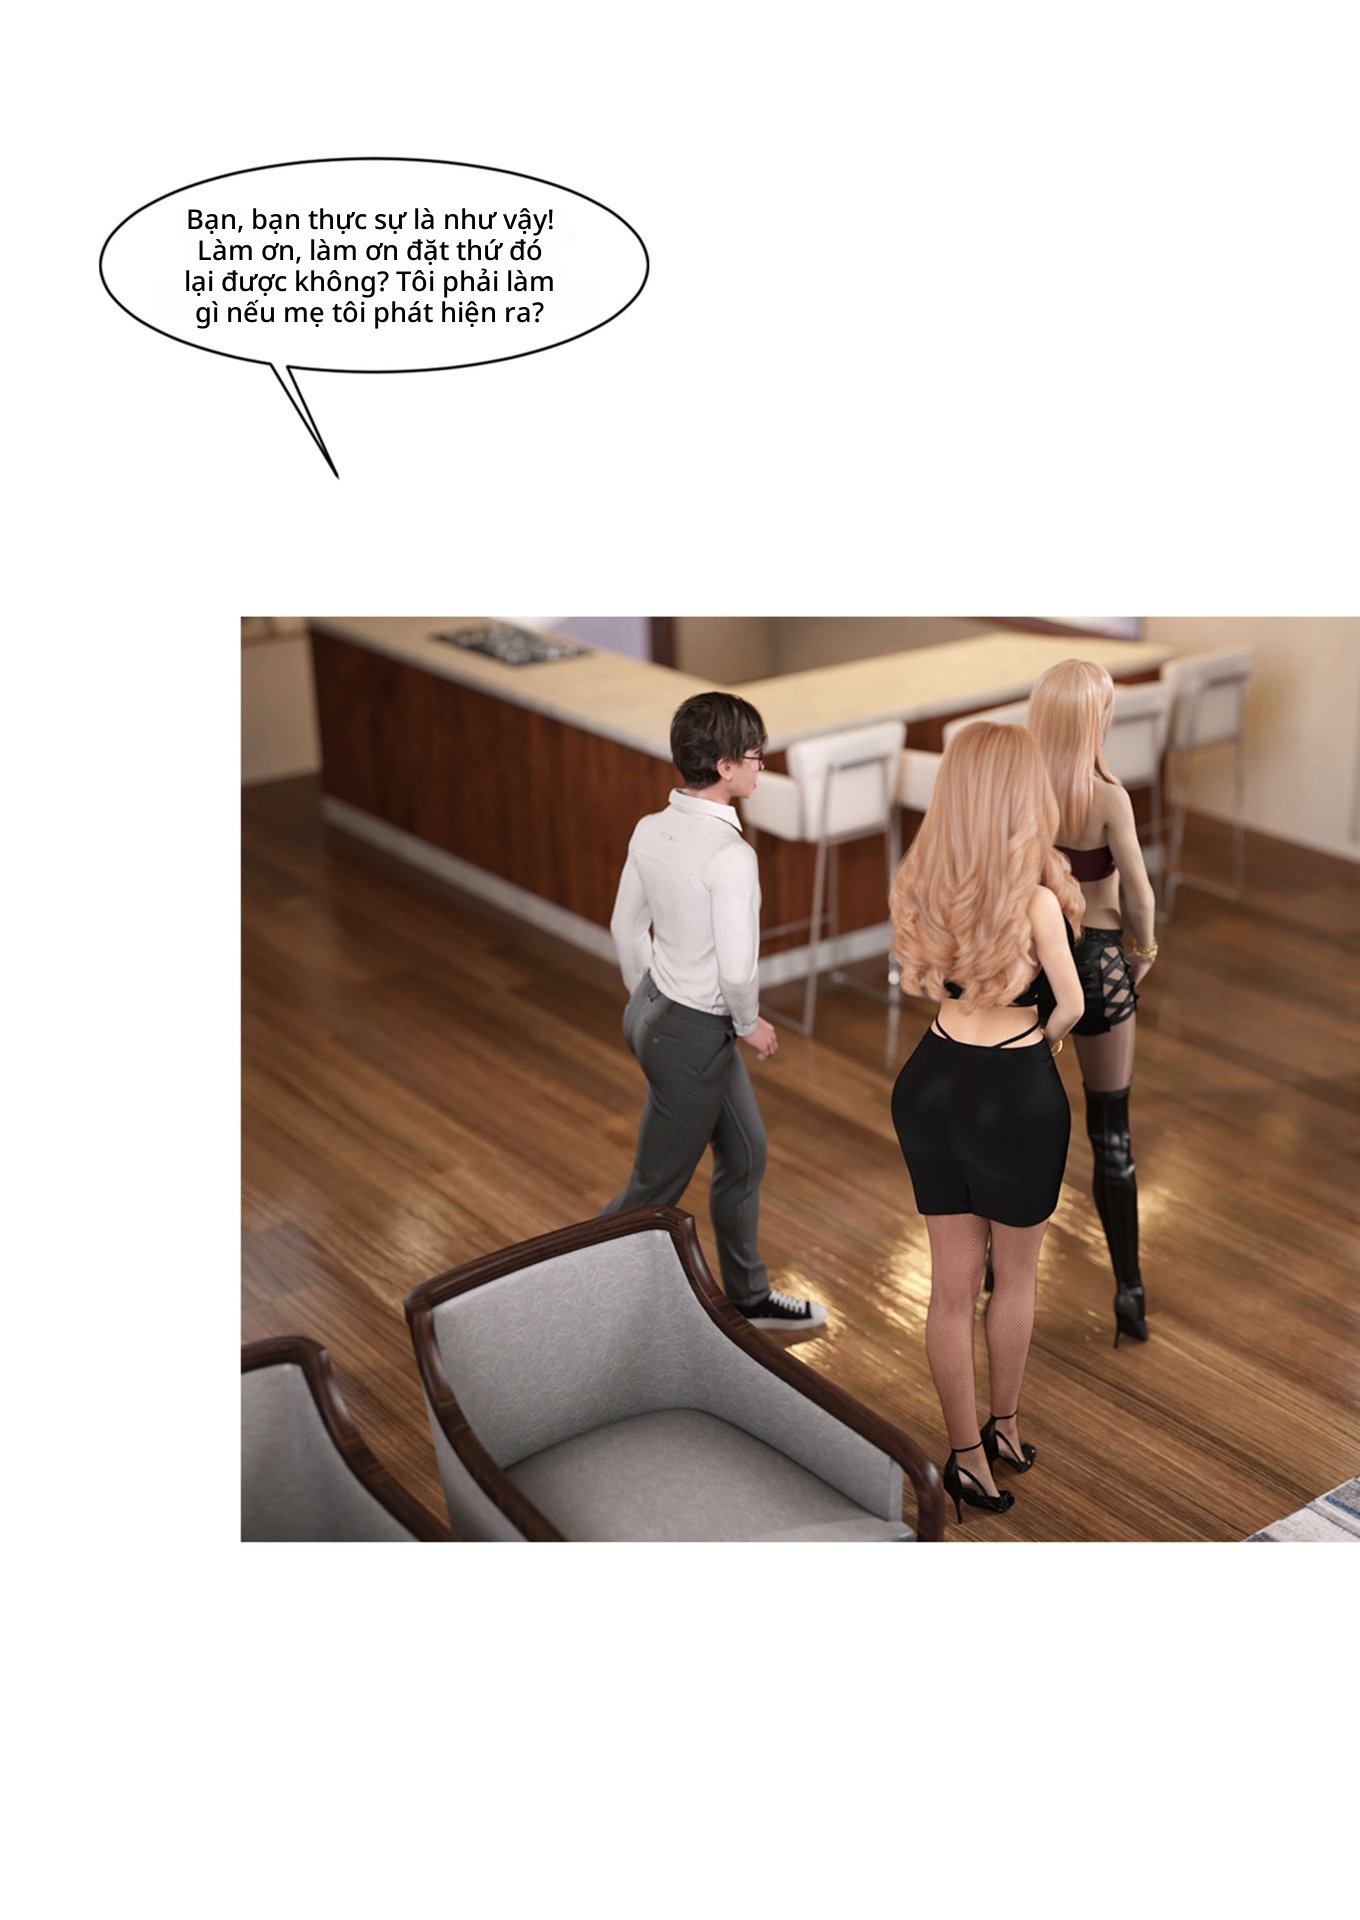 Bạn, bạn thực sự là như vậy!
Làm ơn, làm ơn đặt thứ đó
lại được không? Tôi phải làm
gì nếu mẹ tôi phát hiện ra?